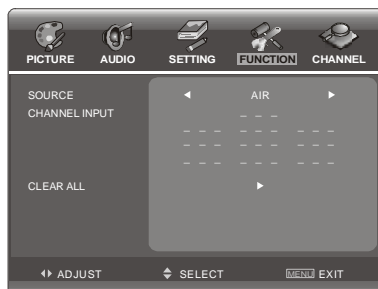 PICTURE AUDIO SETTING FUNCTION CHANNEL
SOURCE AIR
CHANNEL INPUT _ _ _
_ _ _ _ _ _ _ _ _
_ _ _ _ _ _ _ _ _
_ _ _ _ _ _ _ _ _
CLEAR ALL
ADJUST SELECT MENU EXIT